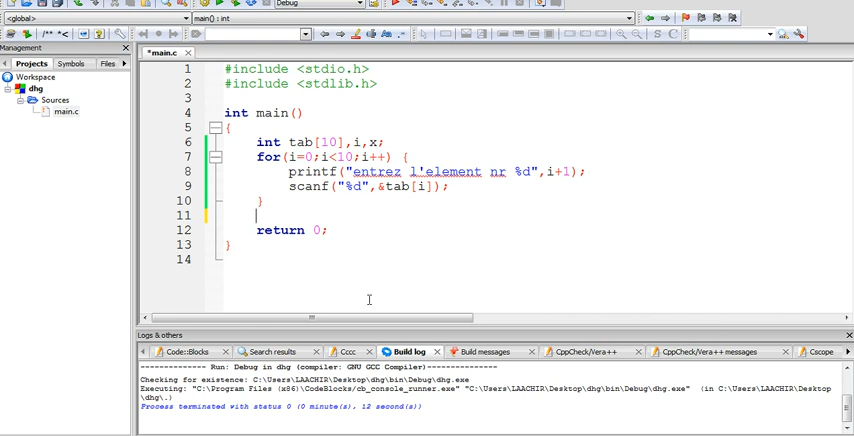 Debug
<global>
main() : int
/** *<
S C
Management
Projects Symbols Files
Workspace
dhg
Sources
main.c
*main.c
1 #include <stdio.h>
2 #include <stdlib.h>
3
4 int main()
5 {
6 int tab[10],i,x;
7 for(i=0;i<10;i++) {
8 printf("entrez l'element nr %d",i+1);
9 scanf("%d",&tab[i]);
10 }
11
12 return 0;
13 }
14
Logs & others
Code::Blocks Search results Cccc Build log Build messages CppCheck/Vera++ CppCheck/Vera++ messages Cscope
-------------- Run: Debug in dhg (compiler: GNU GCC Compiler)---------------
Checking for existence: C:\Users\LAACHIR\Desktop\dhg\bin\Debug\dhg.exe
Executing: "C:\Program Files (x86)\CodeBlocks/cb_console_runner.exe" "C:\Users\LAACHIR\Desktop\dhg\bin\Debug\dhg.exe" (in C:\Users\LAACHIR\Desktop
\dhg\.)
Process terminated with status 0 (0 minute(s), 12 second(s))